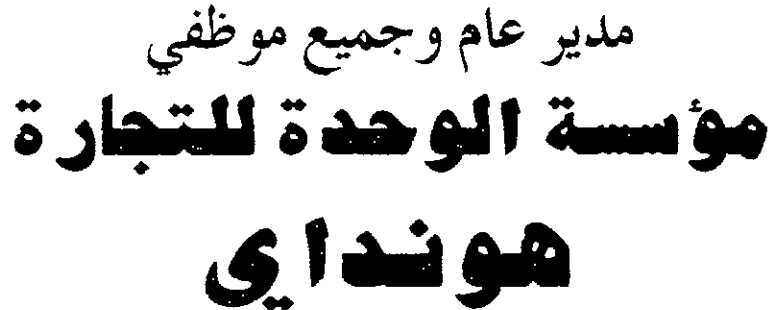 مدير عام وجميع موظفي
مؤسسة الوحدة للتجارة
هونداي